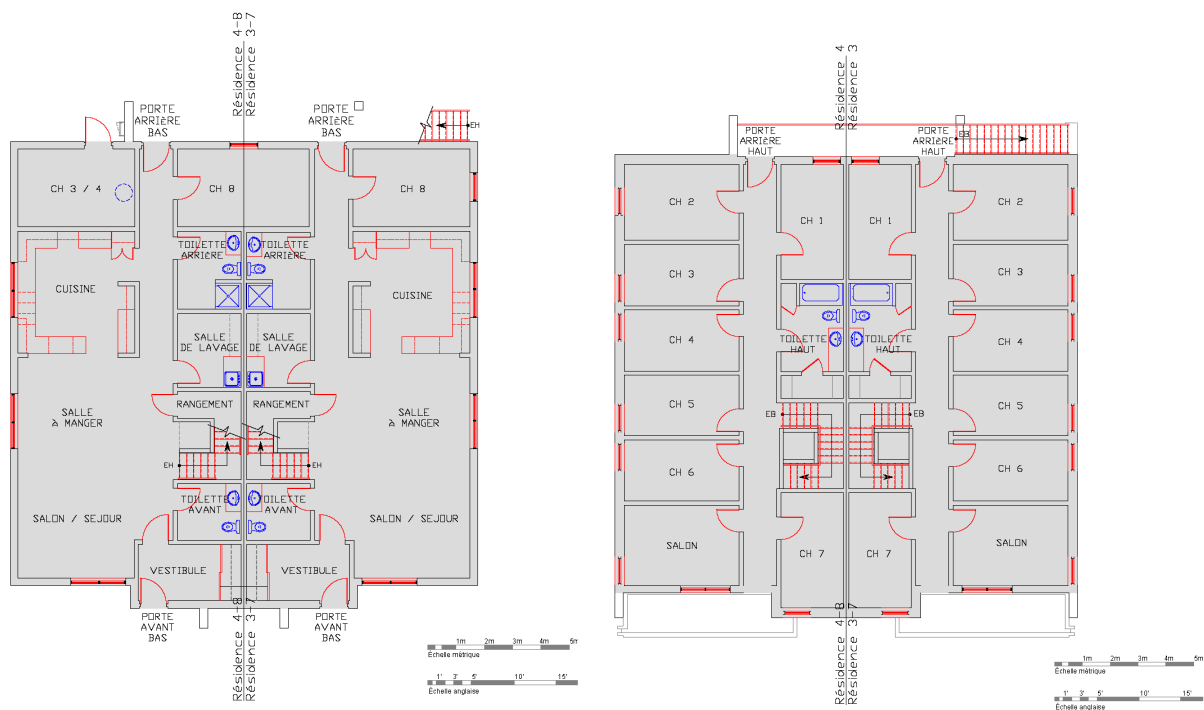 Résidence 4-8
Résidence 3-7
PORTE
ARRIÈRE
BAS
PORTE
ARRIÈRE
BAS
EH
CH 3 / 4
CH 8
CH 8
TOILETTE
ARRIÈRE
TOILETTE
ARRIÈRE
CUISINE
CUISINE
SALLE
DE LAVAGE
SALLE
DE LAVAGE
RANGEMENT
RANGEMENT
SALLE
à MANGER
SALLE
à MANGER
EH
EH
TOILETTE
AVANT
TOILETTE
AVANT
SALON / SEJOUR
SALON / SEJOUR
VESTIBULE
VESTIBULE
PORTE
AVANT
BAS
PORTE
AVANT
BAS
Résidence 4-8
Résidence 3-7
1m 2m 3m 4m 5m
Échelle métrique
1' 3' 5' 10' 15'
Échelle anglaise
Résidence 4
Résidence 3
PORTE
ARRIÈRE
HAUT
PORTE
ARRIÈRE
HAUT
EB
CH 2
CH 1
CH 1
CH 2
CH 3
CH 3
CH 4
TOILETTE
HAUT
TOILETTE
HAUT
CH 4
CH 5
EB
EB
CH 5
CH 6
CH 6
SALON
CH 7
CH 7
SALON
Résidence 4-8
Résidence 3-7
1m 2m 3m 4m 5m
Échelle métrique
1' 3' 5' 10' 15'
Échelle anglaise